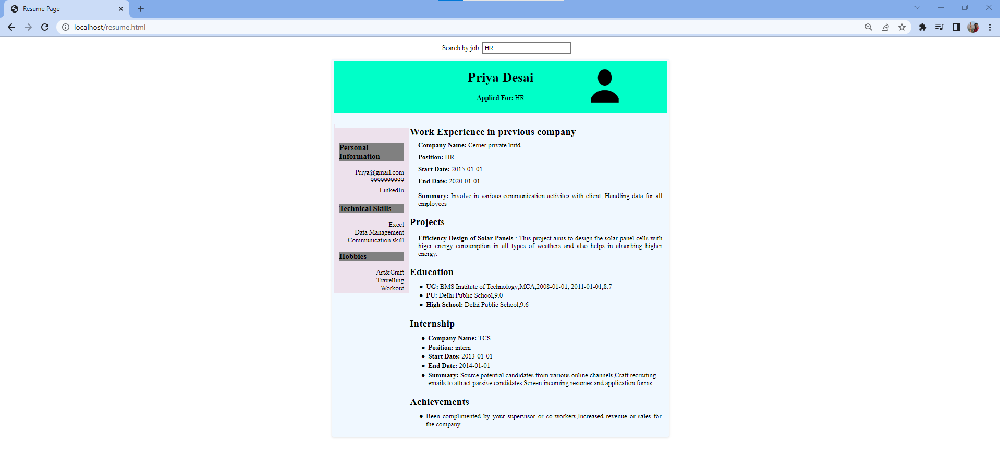 Resume Page
localhost/resume.html
Search by job: HR
Priya Desai
Applied For: HR
Personal
Information
Priya@gmail.com
9999999999
LinkedIn
Technical Skills
Excel
Data Management
Communication skill
Hobbies
Art&Craft
Travelling
Workout
Work Experience in previous company
Company Name: Cerner private lmtd.
Position: HR
Start Date: 2015-01-01
End Date: 2020-01-01
Summary: Involve in various communication activites with client, Handling data for all
employees
Projects
Efficiency Design of Solar Panels : This project aims to design the solar panel cells with
higer energy consumption in all types of weathers and also helps in absorbing higher
energy.
Education
• UG: BMS Institute of Technology,MCA,2008-01-01, 2011-01-01,8.7
• PU: Delhi Public School,9.0
• High School: Delhi Public School,9.6
Internship
• Company Name: TCS
• Position: intern
• Start Date: 2013-01-01
• End Date: 2014-01-01
• Summary: Source potential candidates from various online channels,Craft recruiting
emails to attract passive candidates,Screen incoming resumes and application forms
Achievements
• Been complimented by your supervisor or co-workers,Increased revenue or sales for
the company